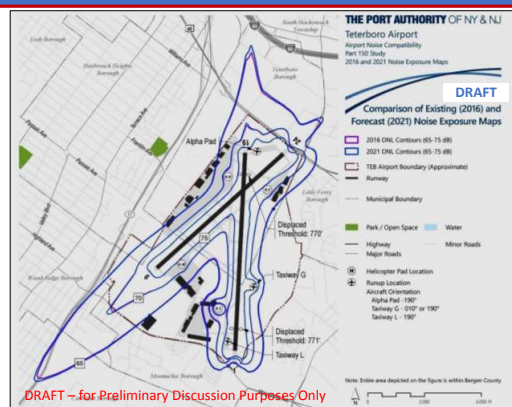 THE PORT AUTHORITY OF NY & NJ
Teterboro Airport
Airport Noise Compatibility
Part 150 Study
2016 and 2021 Noise Exposure Maps
DRAFT
Comparison of Existing (2016) and
Forecast (2021) Noise Exposure Maps
2016 DNL Contours (65-75 dB)
2021 DNL Contours (65-75 dB)
TEB Airport Boundary (Approximate)
Runway
Municipal Boundary
Park / Open Space
Water
Highway
Minor Roads
Major Roads
Helicopter Pad Location
Runup Location
Aircraft Orientation
Alpha Pad - 190°
Taxiway G - 010° or 190°
Taxiway L - 190°
Note: Entire area depicted on the figure is within Bergen County
South Hackensack
Township
Lodi Borough
Hasbrouck Heights
Borough
Teterboro
Borough
Alpha Pad
19
Little Ferry
Borough
Displaced
Threshold: 770'
75
Taxiway G
6
70
Wood-Ridge Borough
Displaced
Threshold: 771'
Taxiway L
1
65
Moonachie Borough
DRAFT – for Preliminary Discussion Purposes Only